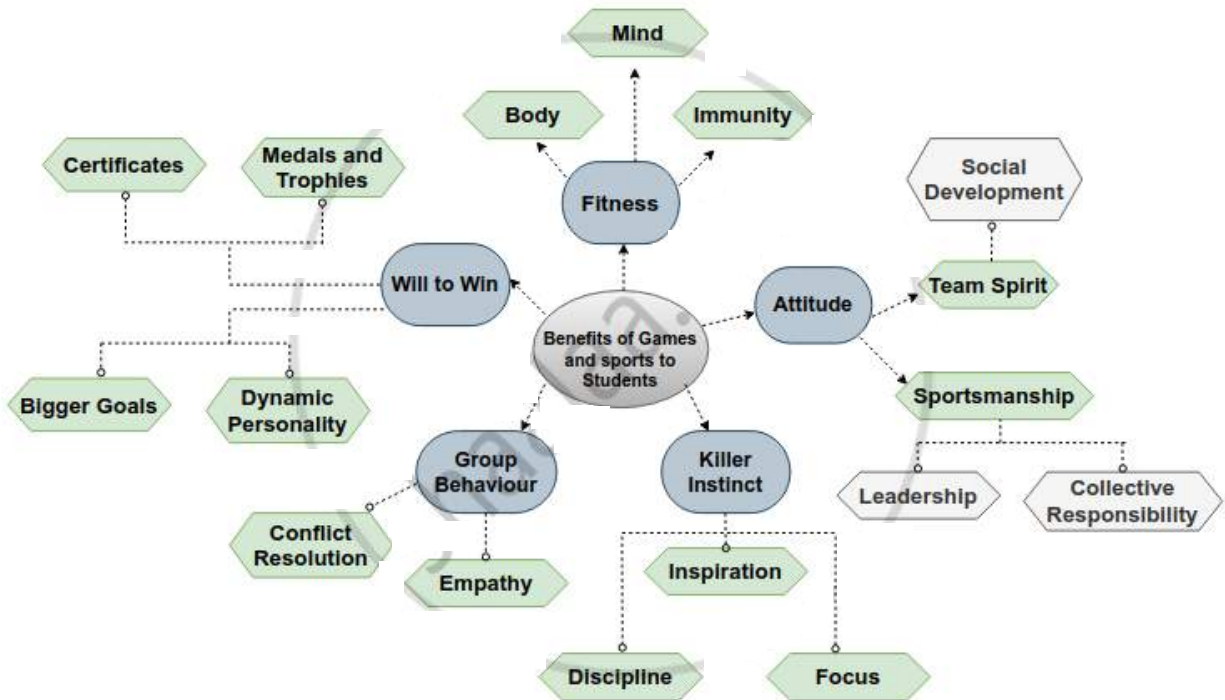 Mind
Body
Immunity
Certificates
Medals and
Trophies
Social
Development
Fitness
Will to Win
Attitude
Team Spirit
Benefits of Games
and sports to
Students
Bigger Goals
Dynamic
Personality
Sportsmanship
Group
Behaviour
Killer
Instinct
Leadership
Collective
Responsibility
Conflict
Resolution
Empathy
Inspiration
Discipline
Focus